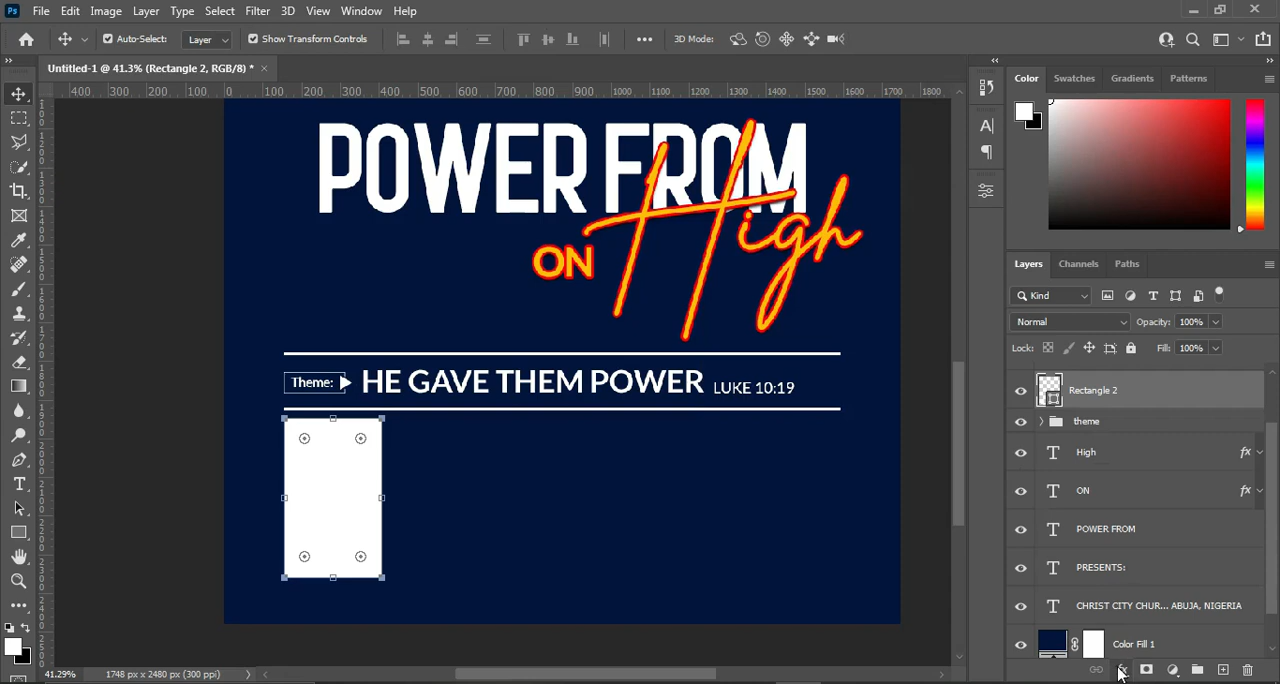 Ps File Edit Image Layer Type Select Filter 3D View Window Help
Auto-Select: Layer Show Transform Controls 3D Mode:
Untitled-1 @ 41.3% (Rectangle 2, RGB/8) *
400 300 200 100 0 100 200 300 400 500 600 700 800 900 1000 1100 1200 1300 1400 1500 1600 1700 1800
Color Swatches Gradients Patterns
POWER FROM
ON High
Theme: HE GAVE THEM POWER LUKE 10:19
Layers Channels Paths
Kind
Normal Opacity: 100%
Lock: Fill: 100%
Rectangle 2
theme
High fx
ON fx
POWER FROM
PRESENTS:
CHRIST CITY CHUR... ABUJA, NIGERIA
Color Fill 1
41.29% 1748 px x 2480 px (300 ppi)